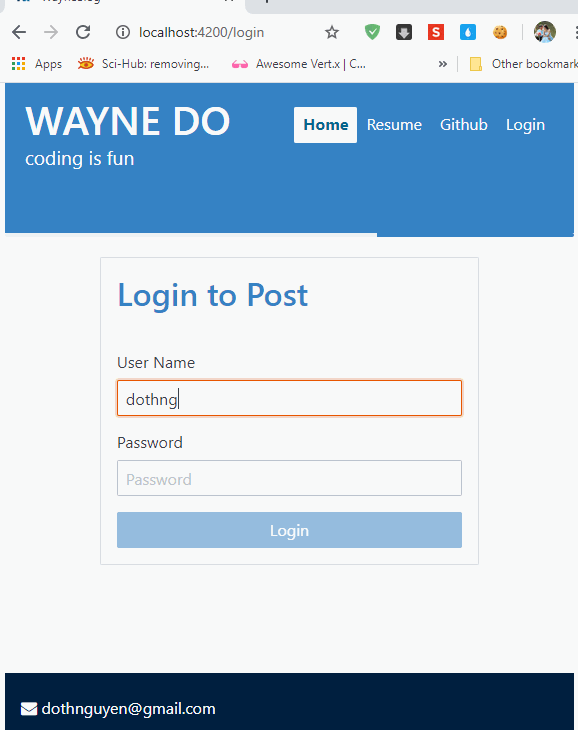 localhost:4200/login
Apps Sci-Hub: removing... Awesome Vert.x | C... » Other bookmark
WAYNE DO
coding is fun
Home Resume Github Login
Login to Post
User Name
dothng
Password
Password
Login
dothnguyen@gmail.com